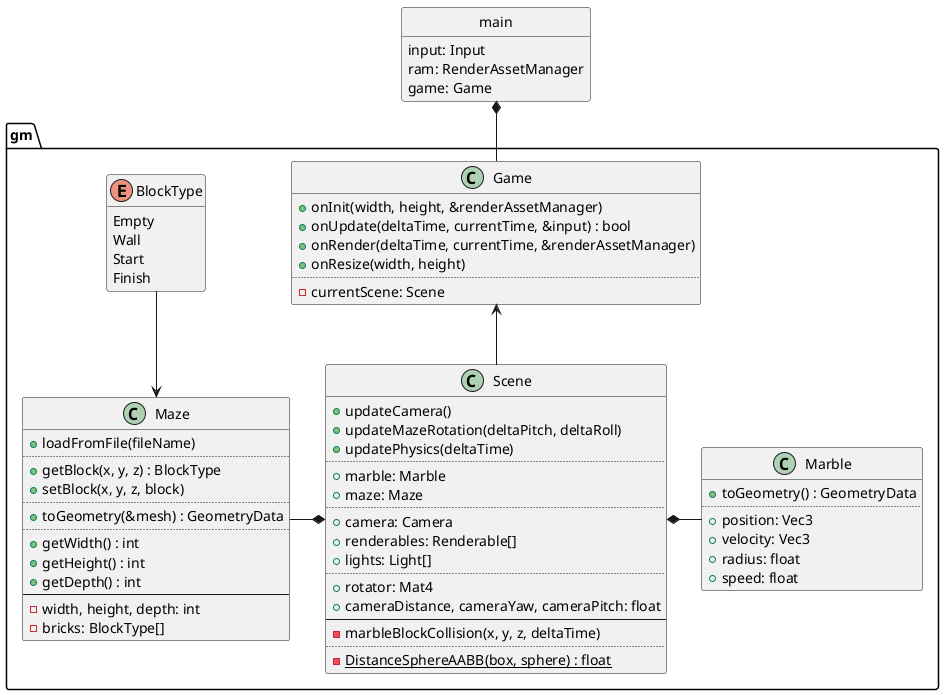 main
input: Input
ram: RenderAssetManager
game: Game
gm
E BlockType
Empty
Wall
Start
Finish
C Game
onInit(width, height, &renderAssetManager)
onUpdate(deltaTime, currentTime, &input) : bool
onRender(deltaTime, currentTime, &renderAssetManager)
onResize(width, height)
currentScene: Scene
C Maze
loadFromFile(fileName)
getBlock(x, y, z) : BlockType
setBlock(x, y, z, block)
toGeometry(&mesh) : GeometryData
getWidth() : int
getHeight() : int
getDepth() : int
width, height, depth: int
bricks: BlockType[]
C Scene
updateCamera()
updateMazeRotation(deltaPitch, deltaRoll)
updatePhysics(deltaTime)
marble: Marble
maze: Maze
camera: Camera
renderables: Renderable[]
lights: Light[]
rotator: Mat4
cameraDistance, cameraYaw, cameraPitch: float
marbleBlockCollision(x, y, z, deltaTime)
DistanceSphereAABB(box, sphere) : float
C Marble
toGeometry() : GeometryData
position: Vec3
velocity: Vec3
radius: float
speed: float